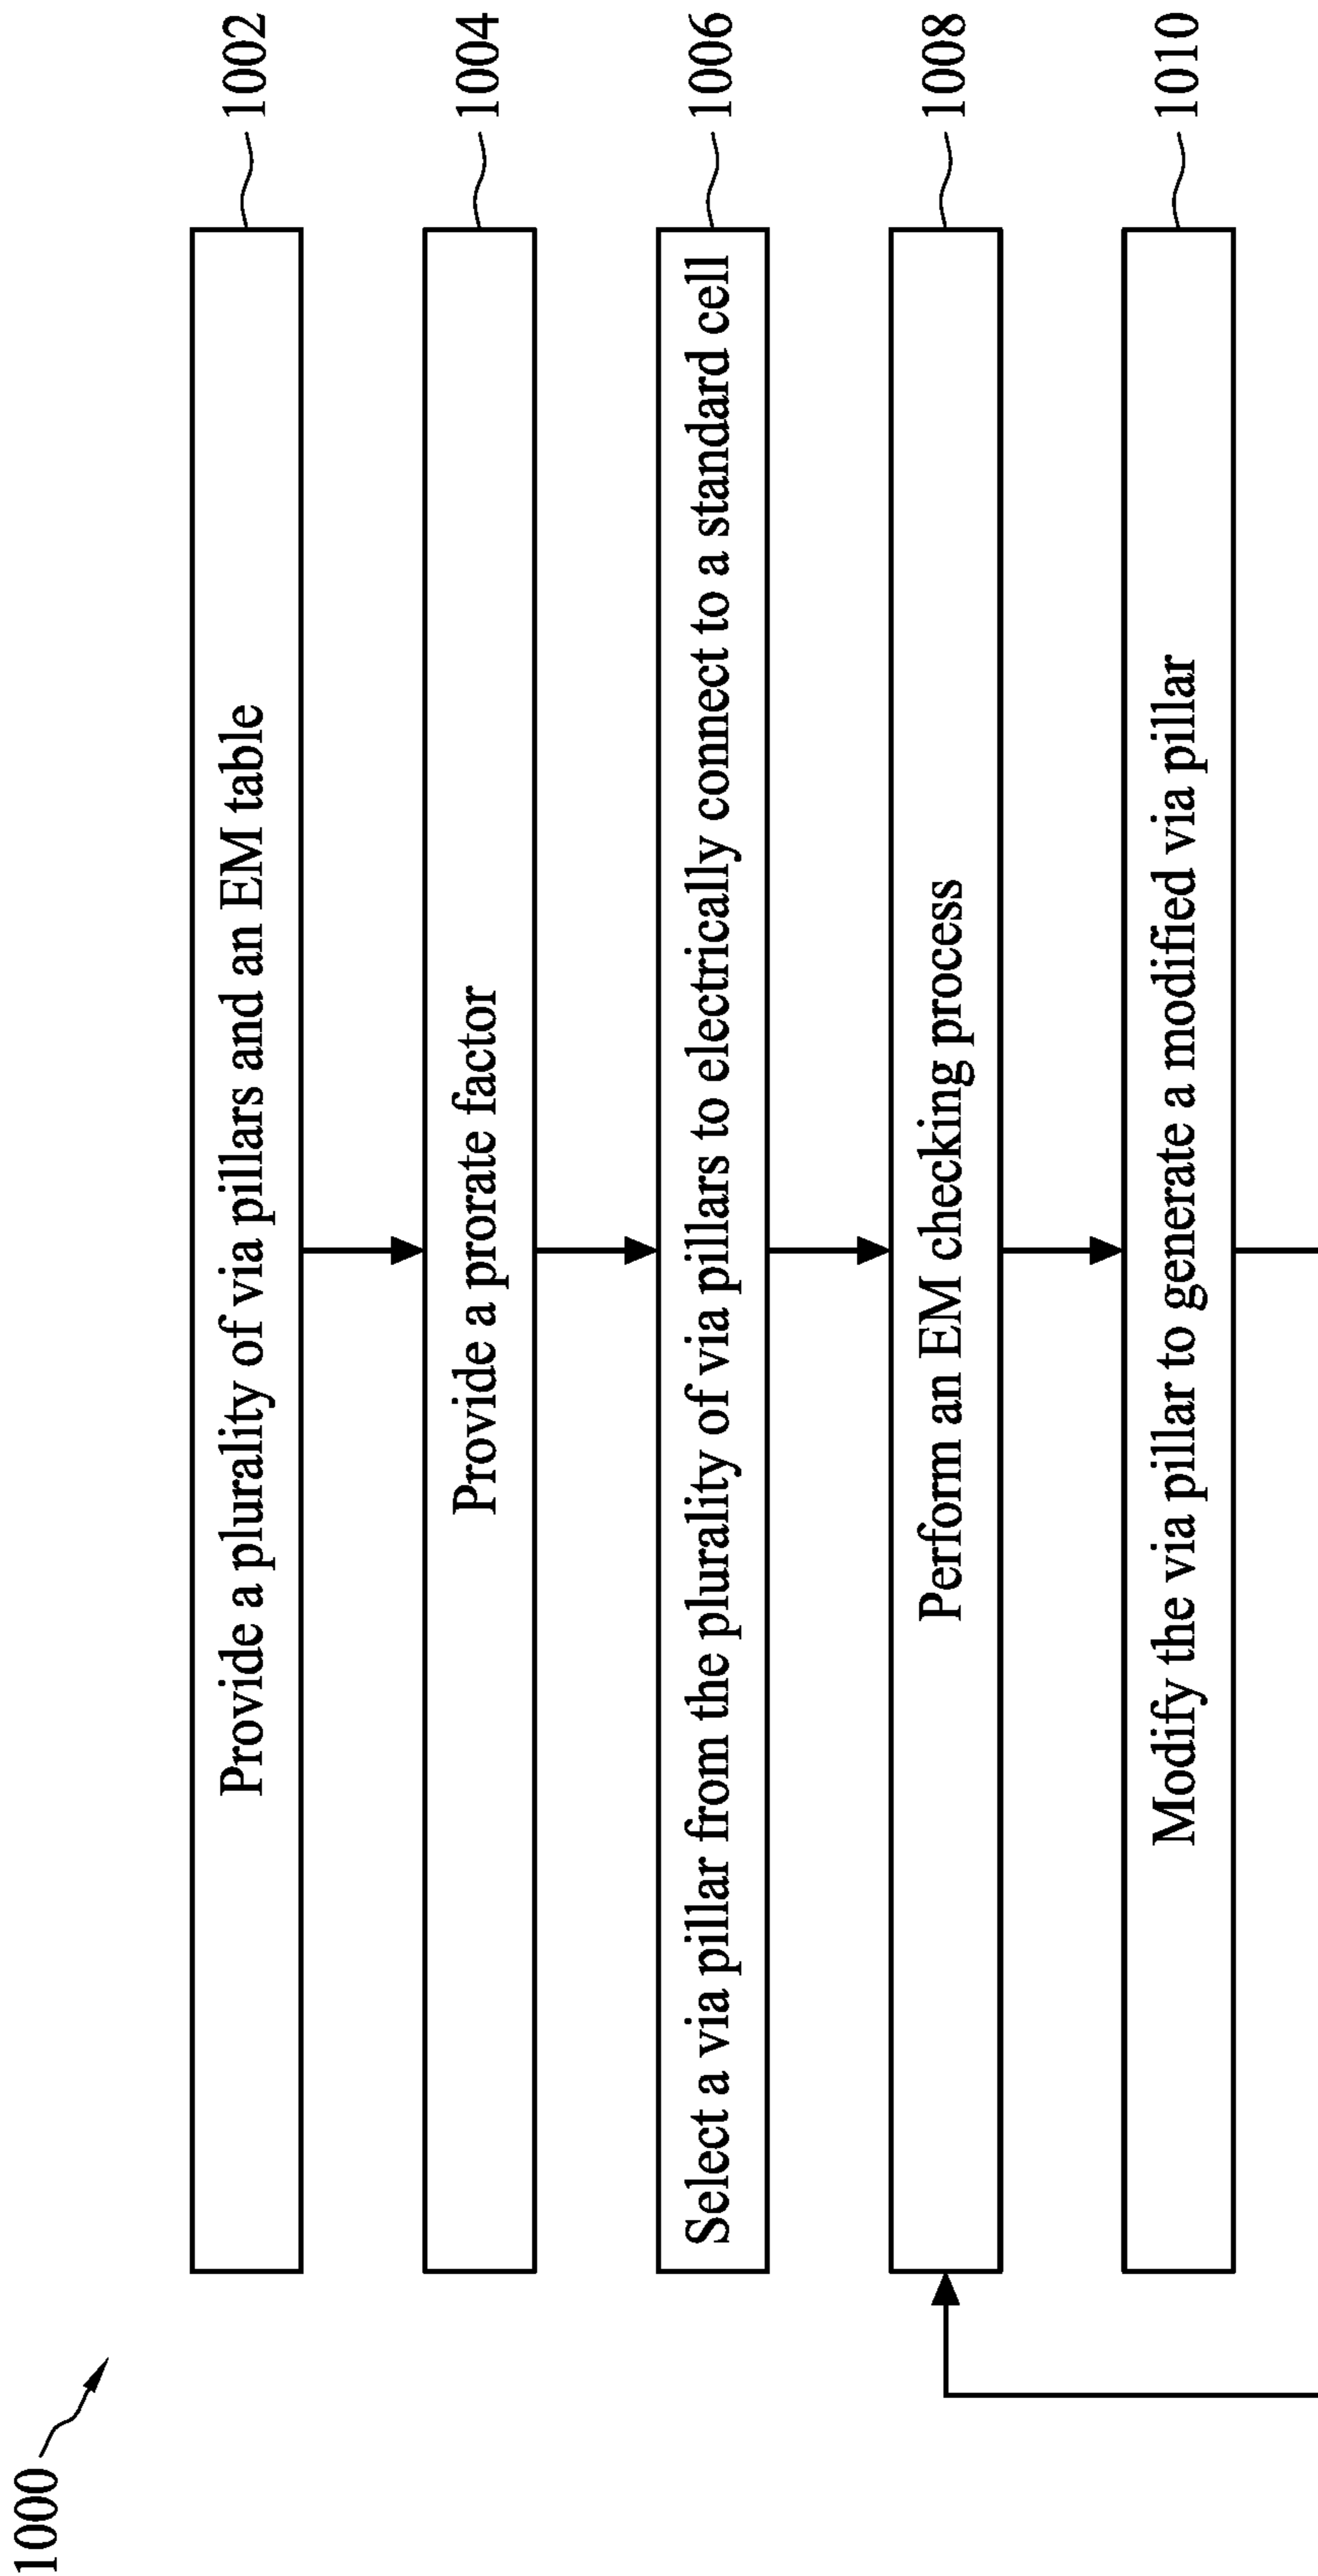 1000
Provide a plurality of via pillars and an EM table
1002
Provide a prorate factor
1004
Select a via pillar from the plurality of via pillars to electrically connect to a standard cell
1006
Perform an EM checking process
1008
Modify the via pillar to generate a modified via pillar
1010